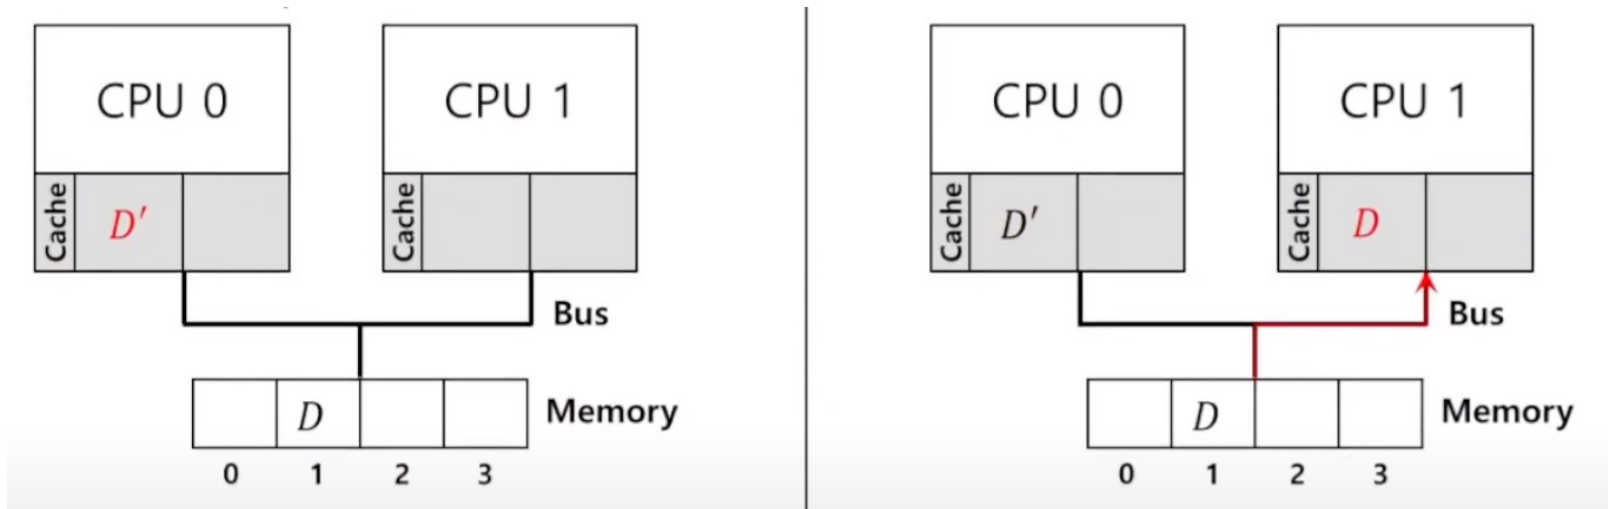 CPU 0
CPU 1
Cache
D′
Cache
Bus
D
Memory
0 1 2 3
CPU 0
CPU 1
Cache
D′
Cache
D
Bus
D
Memory
0 1 2 3